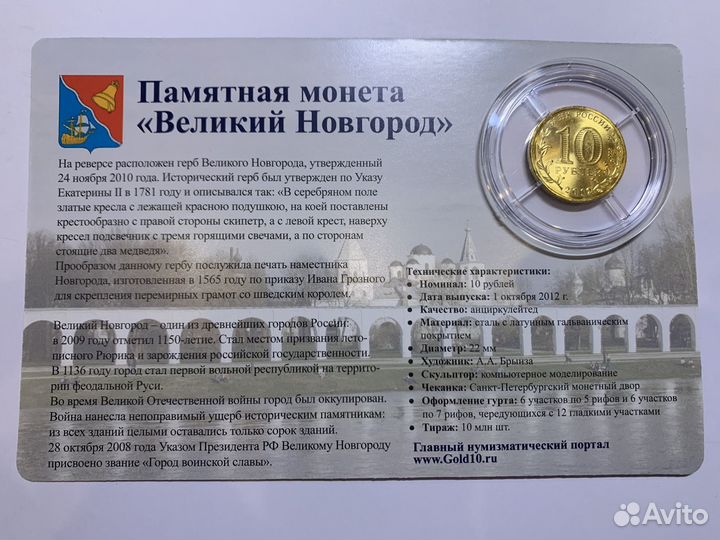 Памятная монета
«Великий Новгород»
На реверсе расположен герб Великого Новгорода, утвержденный
24 ноября 2010 года. Исторический герб был утвержден по Указу
Екатерины II в 1781 году и описывался так: «В серебряном поле
златые кресла с лежащей красною подушкою, на коей поставлены
крестообразно с правой стороны скипетр, а с левой крест, наверху
кресел подсвечник с тремя горящими свечами, а по сторонам
стоящие два медведя».
Прообразом данному гербу послужила печать наместника
Новгорода, изготовленная в 1565 году по приказу Ивана Грозного
для скрепления перемирных грамот со шведским королем.
Великий Новгород – один из древнейших городов России:
в 2009 году отметил 1150-летие. Стал местом призвания лето-
писного Рюрика и зарождения российской государственности.
В 1136 году город стал первой вольной республикой на террито-
рии феодальной Руси.
Во время Великой Отечественной войны город был оккупирован.
Война нанесла непоправимый ущерб историческим памятникам:
из всех зданий целыми оставались только сорок зданий.
28 октября 2008 года Указом Президента РФ Великому Новгороду
присвоено звание «Город воинской славы».
БАНК РОССИИ
10
РУБЛЕЙ
Технические характеристики:
• Номинал: 10 рублей
• Дата выпуска: 1 октября 2012 г.
• Качество: анциркулейтед
• Материал: сталь с латунным гальваническим
покрытием
• Диаметр: 22 мм
• Художник: А.А. Брынза
• Скульптор: компьютерное моделирование
• Чеканка: Санкт-Петербургский монетный двор
• Оформление гурта: 6 участков по 5 рифов и 6 участков
по 7 рифов, чередующихся с 12 гладкими участками
• Тираж: 10 млн шт.
Главный нумизматический портал
www.Gold10.ru
Avito